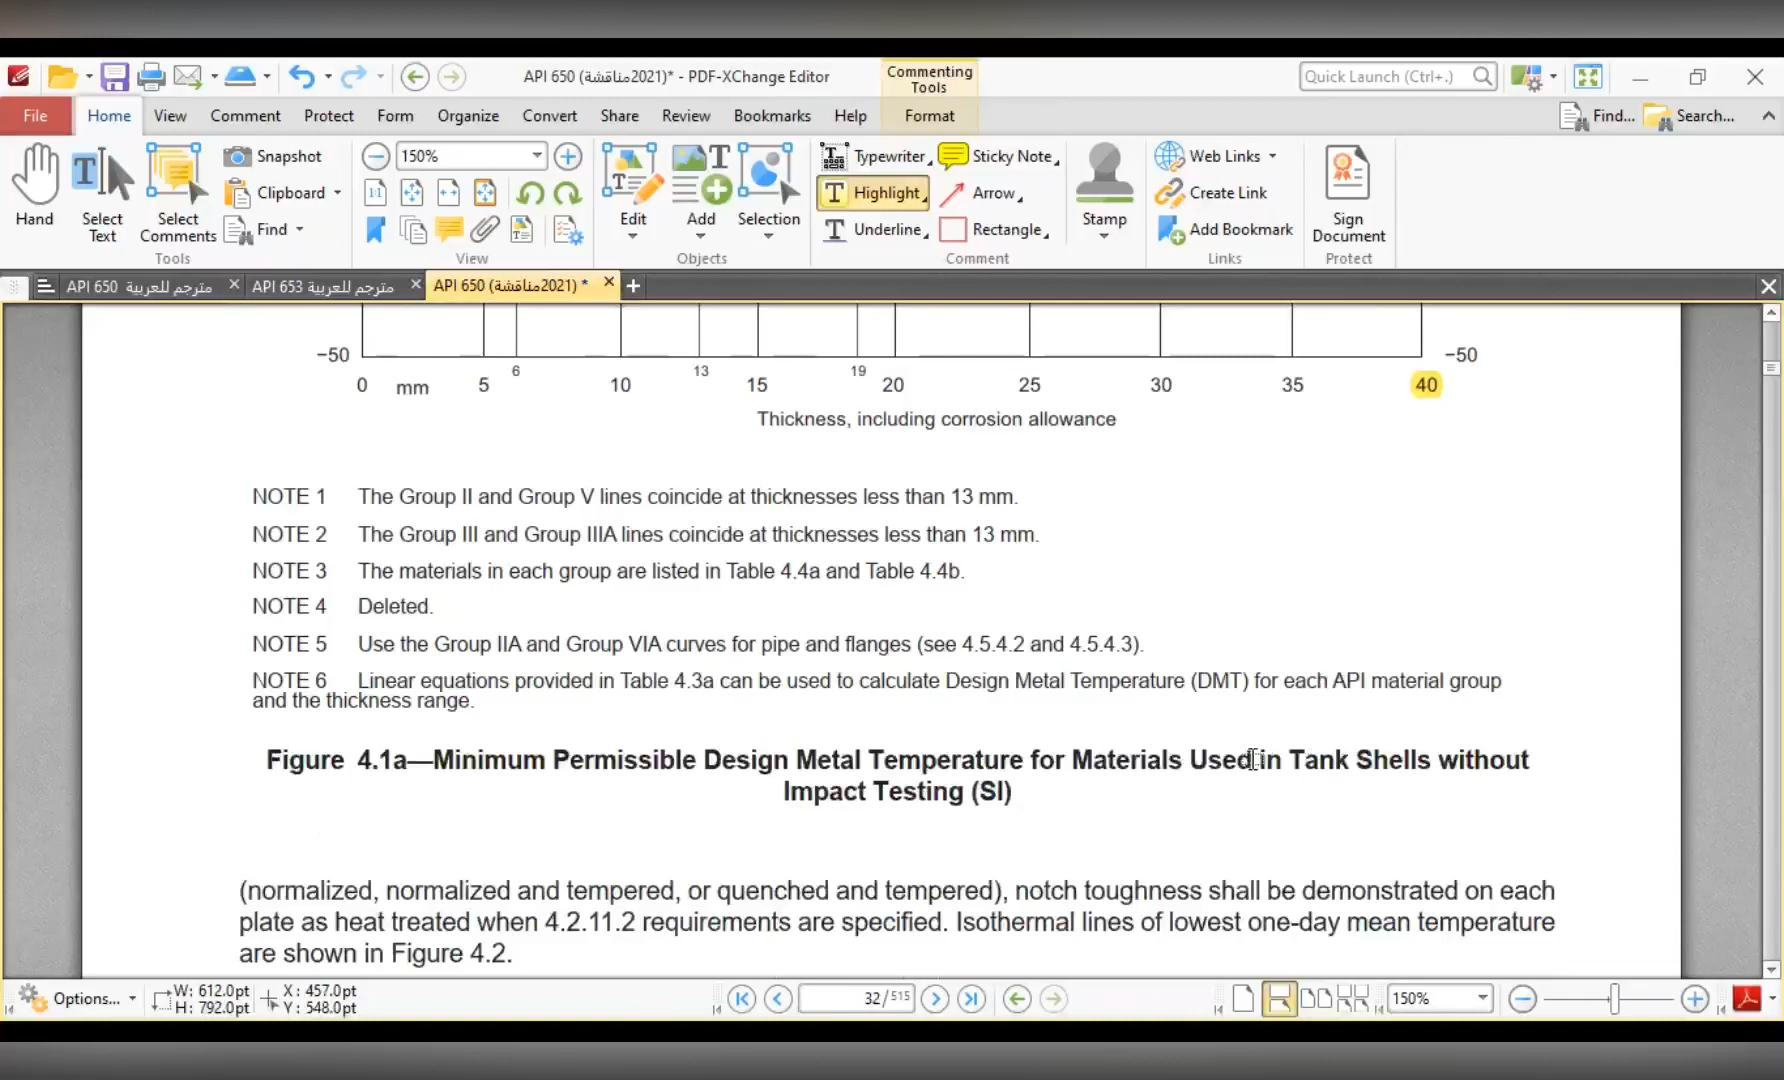 API 650 (مناقشة2021)* - PDF-XChange Editor
Commenting Tools
Quick Launch (Ctrl+.)
File Home View Comment Protect Form Organize Convert Share Review Bookmarks Help Format Find... Search...
Hand
Select Text
Select Comments
Snapshot
Clipboard
Find
Tools
150%
View
Edit
Add
Selection
Objects
Typewriter
Sticky Note
Highlight
Arrow
Underline
Rectangle
Comment
Stamp
Web Links
Create Link
Add Bookmark
Links
Sign Document
Protect
API 650 مترجم للعربية
API 653 مترجم للعربية
API 650 (مناقشة2021) *
−50 −50
0 mm 5 6 10 13 15 19 20 25 30 35 40
Thickness, including corrosion allowance
NOTE 1 The Group II and Group V lines coincide at thicknesses less than 13 mm.
NOTE 2 The Group III and Group IIIA lines coincide at thicknesses less than 13 mm.
NOTE 3 The materials in each group are listed in Table 4.4a and Table 4.4b.
NOTE 4 Deleted.
NOTE 5 Use the Group IIA and Group VIA curves for pipe and flanges (see 4.5.4.2 and 4.5.4.3).
NOTE 6 Linear equations provided in Table 4.3a can be used to calculate Design Metal Temperature (DMT) for each API material group
and the thickness range.
Figure 4.1a—Minimum Permissible Design Metal Temperature for Materials Used in Tank Shells without
Impact Testing (SI)
(normalized, normalized and tempered, or quenched and tempered), notch toughness shall be demonstrated on each
plate as heat treated when 4.2.11.2 requirements are specified. Isothermal lines of lowest one-day mean temperature
are shown in Figure 4.2.
Options...
W: 612.0pt
H: 792.0pt
X: 457.0pt
Y: 548.0pt
32/515
150%